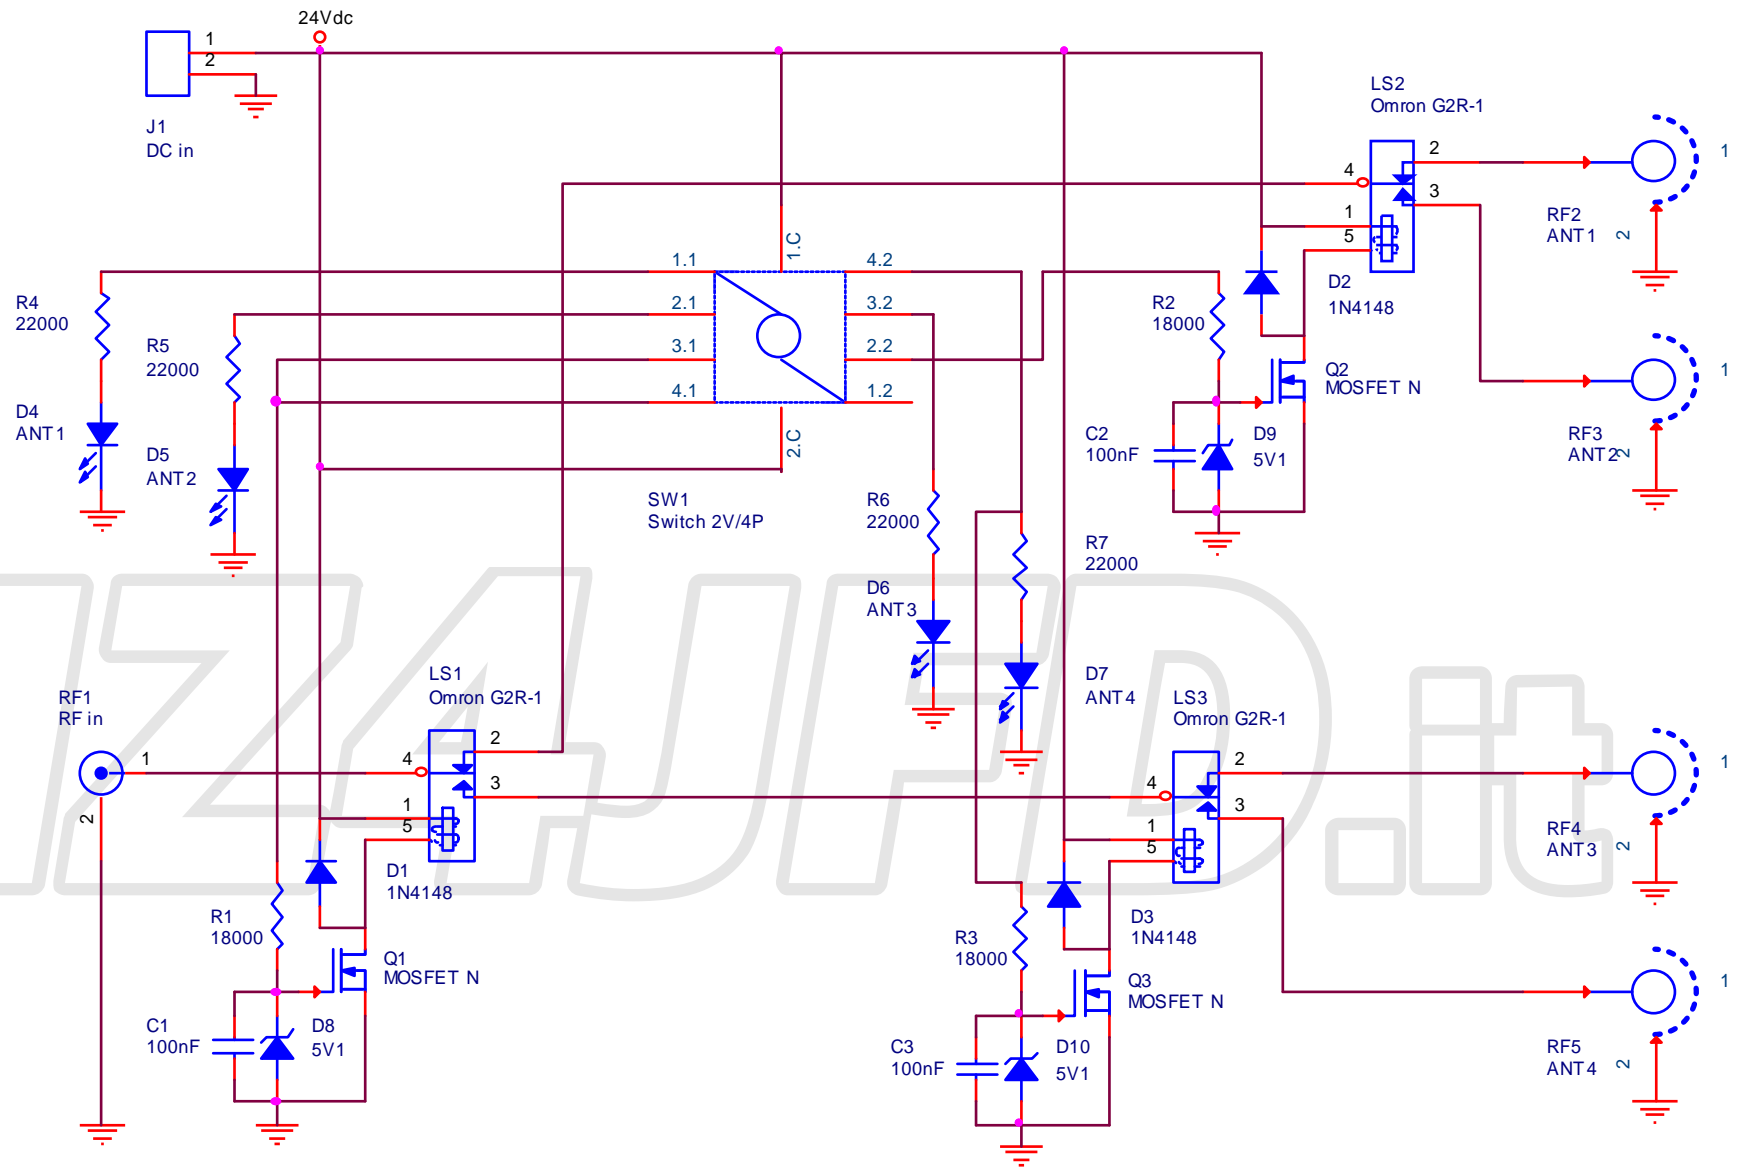 24Vdc
1
2
J1
DC in
LS2
Omron G2R-1
2
4
3
1
5
1
RF2
ANT1
2
1.C
1.1
4.2
2.1
3.2
3.1
2.2
4.1
1.2
2.C
SW1
Switch 2V/4P
R4
22000
R5
22000
D4
ANT1
D5
ANT2
R2
18000
D2
1N4148
Q2
MOSFET N
C2
100nF
D9
5V1
1
RF3
ANT2
2
R6
22000
R7
22000
D6
ANT3
D7
ANT4
IZ4JFD.it
RF1
RF in
1
2
LS1
Omron G2R-1
2
4
3
1
5
D1
1N4148
R1
18000
Q1
MOSFET N
C1
100nF
D8
5V1
LS3
Omron G2R-1
2
4
3
1
5
D3
1N4148
R3
18000
Q3
MOSFET N
C3
100nF
D10
5V1
1
RF4
ANT3
2
1
RF5
ANT4
2